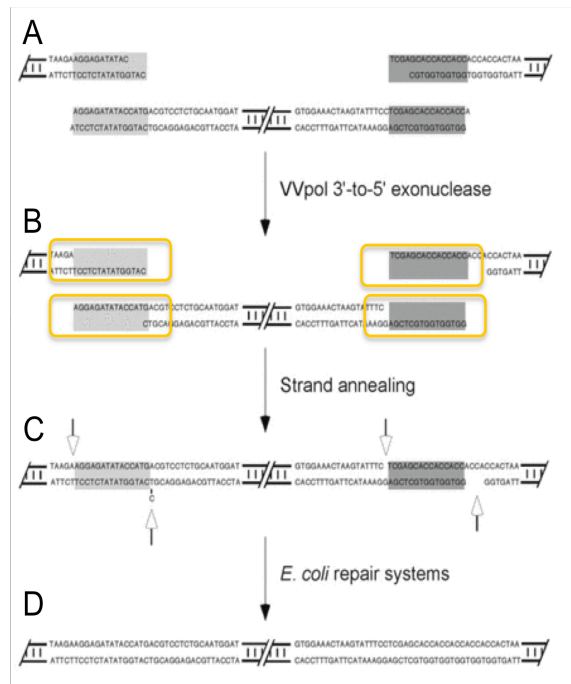 A
TAAGAAGGAGATATAC TCGAGCACCACCACCACCACCACTAA
ATTCTTCCTCTATATGGTAC CGTGGTGGTGGTGGTGATT
AGGAGATATACCATGACGTCCTCTGCAATGGAT GTGGAAACTAAGTATTTCCTCGAGCACCACCACCACCA
ATCCTCTATATGGTACTGCAGGAGACGTTACCTA CACCTTTGATTCATAAAGGAGCTCGTGGTGGTGG
VVpol 3'-to-5' exonuclease
B
TAAGA TCGAGCACCACCACCACCACCACTAA
ATTCTTCCTCTATATGGTAC GGTGATT
AGGAGATATACCATGACGTCCTCTGCAATGGAT GTGGAAACTAAGTATTTC
CTGCAGGAGACGTTACCTA CACCTTTGATTCATAAAGGAGCTCGTGGTGGTGG
Strand annealing
C
TAAGAAGGAGATATACCATGACGTCCTCTGCAATGGAT GTGGAAACTAAGTATTTC TCGAGCACCACCACCACCACCACTAA
ATTCTTCCTCTATATGGTACTGCAGGAGACGTTACCTA CACCTTTGATTCATAAAGGAGCTCGTGGTGGTGG GGTGATT
C
E. coli repair systems
D
TAAGAAGGAGATATACCATGACGTCCTCTGCAATGGAT GTGGAAACTAAGTATTTCCTCGAGCACCACCACCACCACCACTAA
ATTCTTCCTCTATATGGTACTGCAGGAGACGTTACCTA CACCTTTGATTCATAAAGGAGCTCGTGGTGGTGGTGGTGGTGATT